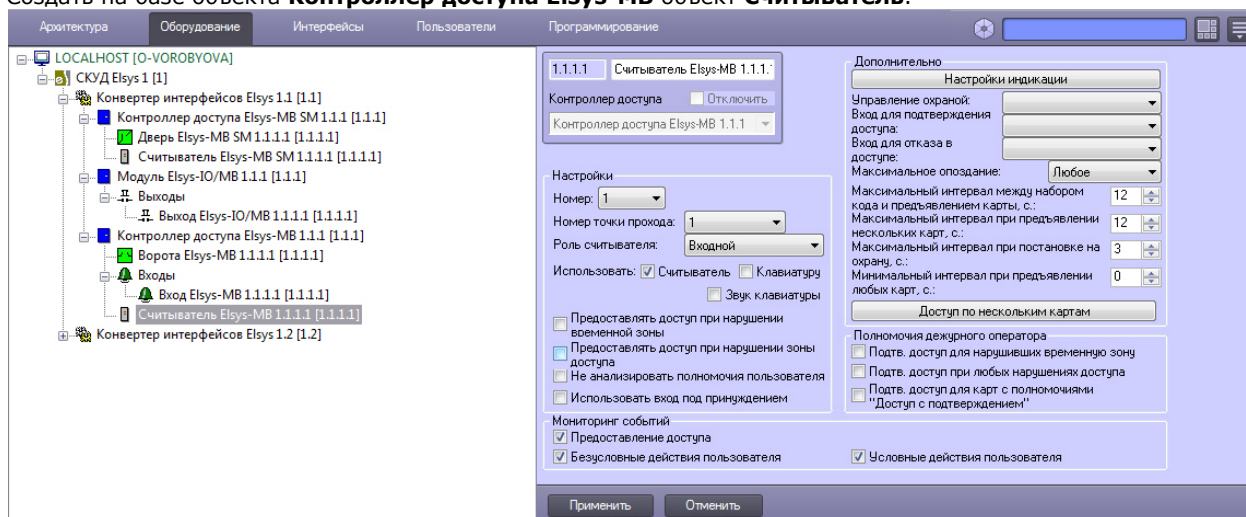 Создать на базе объекта Контроллер доступа Elsys-MB объект Считыватель.
Архитектура Оборудование Интерфейсы Пользователи Программирование
LOCALHOST [O-VOROBYOVA]
СКУД Elsys 1 [1]
Конвертер интерфейсов Elsys 1.1 [1.1]
Контроллер доступа Elsys-MB SM 1.1.1 [1.1.1]
Дверь Elsys-MB SM 1.1.1.1 [1.1.1.1]
Считыватель Elsys-MB SM 1.1.1.1 [1.1.1.1]
Модуль Elsys-IO/MB 1.1.1 [1.1.1]
Выходы
Выход Elsys-IO/MB 1.1.1.1 [1.1.1.1]
Контроллер доступа Elsys-MB 1.1.1 [1.1.1]
Ворота Elsys-MB 1.1.1.1 [1.1.1.1]
Входы
Вход Elsys-MB 1.1.1.1 [1.1.1.1]
Считыватель Elsys-MB 1.1.1.1 [1.1.1.1]
Конвертер интерфейсов Elsys 1.2 [1.2]
1.1.1.1 Считыватель Elsys-MB 1.1.1.
Контроллер доступа Отключить
Контроллер доступа Elsys-MB 1.1.1
Настройки
Номер: 1
Номер точки прохода: 1
Роль считывателя: Входной
Использовать: Считыватель Клавиатуру
Звук клавиатуры
Предоставлять доступ при нарушении
временной зоны
Предоставлять доступ при нарушении зоны
доступа
Не анализировать полномочия пользователя
Использовать вход под принуждением
Дополнительно
Настройки индикации
Управление охраной:
Вход для подтверждения
доступа:
Вход для отказа в
доступе:
Максимальное опоздание: Любое
Максимальный интервал между набором
кода и предъявлением карты, с.: 12
Максимальный интервал при предъявлении
нескольких карт, с.: 12
Максимальный интервал при постановке на
охрану, с.: 3
Минимальный интервал при предъявлении
любых карт, с.: 0
Доступ по нескольким картам
Полномочия дежурного оператора
Подтв. доступ для нарушивших временную зону
Подтв. доступ при любых нарушениях доступа
Подтв. доступ для карт с полномочиями
"Доступ с подтверждением"
Мониторинг событий
Предоставление доступа
Безусловные действия пользователя Условные действия пользователя
Применить Отменить